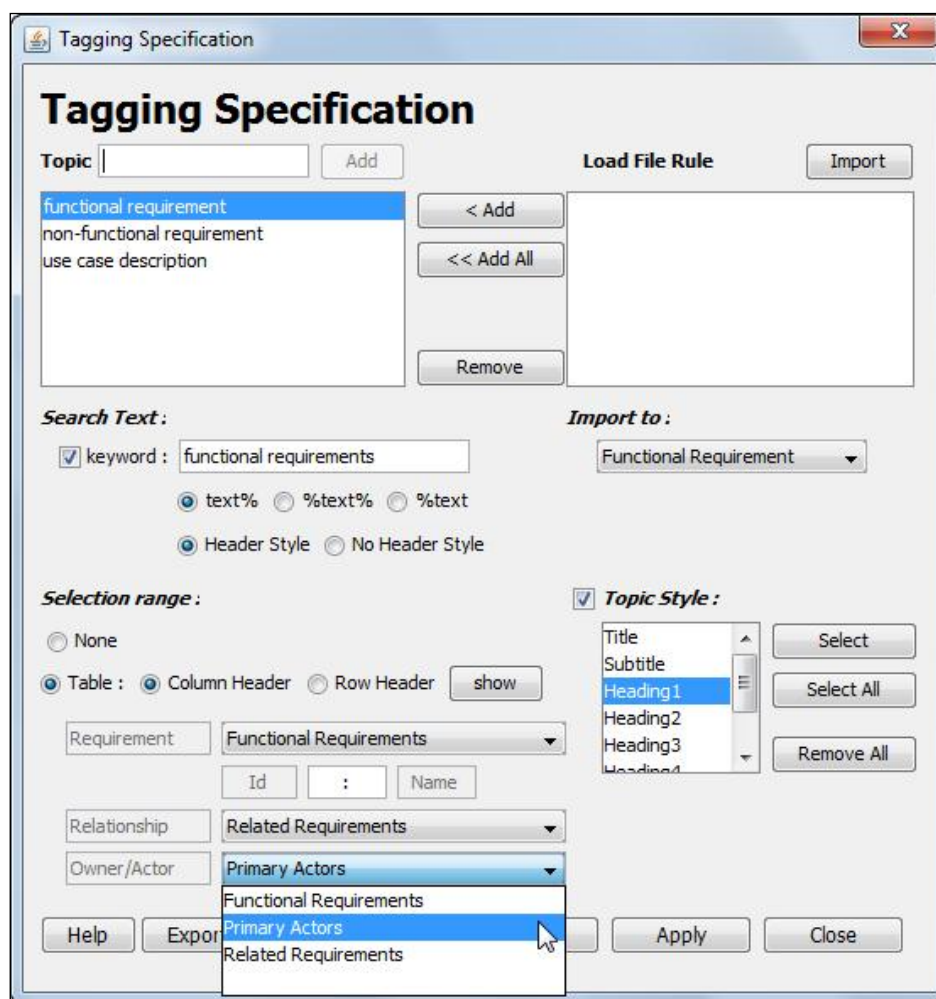 Tagging Specification
Tagging Specification
Topic Add Load File Rule Import
functional requirement
non-functional requirement
use case description
< Add
<< Add All
Remove
Search Text : Import to :
keyword : functional requirements Functional Requirement
text% %text% %text
Header Style No Header Style
Selection range : Topic Style :
None
Table : Column Header Row Header show
Title
Subtitle
Heading1
Heading2
Heading3
Heading4
Select
Select All
Remove All
Requirement Functional Requirements
Id : Name
Relationship Related Requirements
Owner/Actor Primary Actors
Functional Requirements
Primary Actors
Related Requirements
Help Expor Apply Close